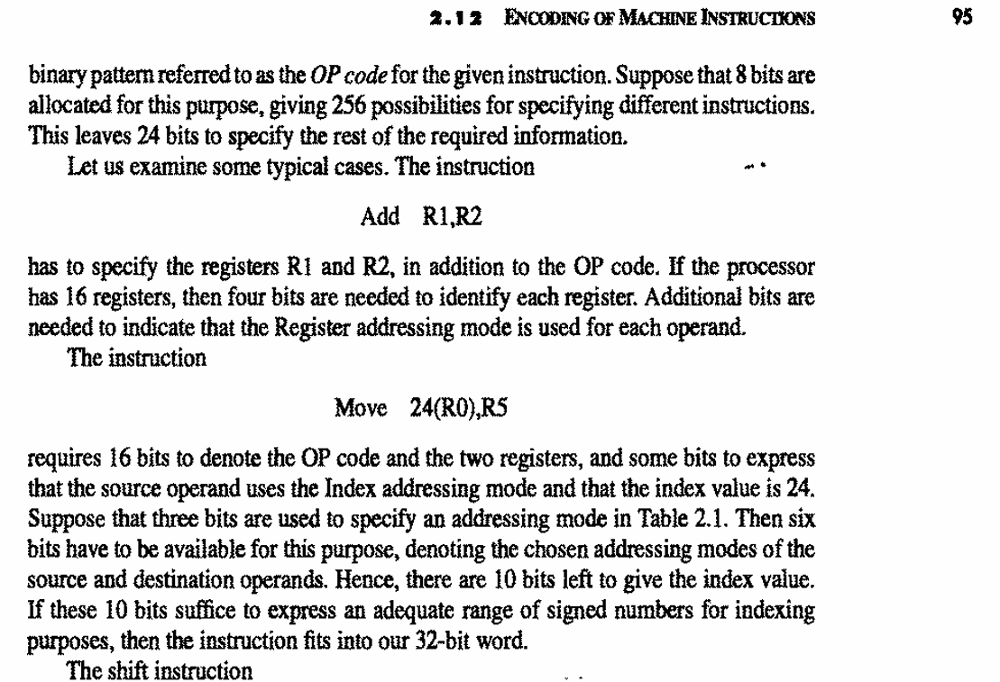 2.12 ENCODING OF MACHINE INSTRUCTIONS 95
binary pattern referred to as the OP code for the given instruction. Suppose that 8 bits are
allocated for this purpose, giving 256 possibilities for specifying different instructions.
This leaves 24 bits to specify the rest of the required information.
Let us examine some typical cases. The instruction
Add R1,R2
has to specify the registers R1 and R2, in addition to the OP code. If the processor
has 16 registers, then four bits are needed to identify each register. Additional bits are
needed to indicate that the Register addressing mode is used for each operand.
The instruction
Move 24(R0),R5
requires 16 bits to denote the OP code and the two registers, and some bits to express
that the source operand uses the Index addressing mode and that the index value is 24.
Suppose that three bits are used to specify an addressing mode in Table 2.1. Then six
bits have to be available for this purpose, denoting the chosen addressing modes of the
source and destination operands. Hence, there are 10 bits left to give the index value.
If these 10 bits suffice to express an adequate range of signed numbers for indexing
purposes, then the instruction fits into our 32-bit word.
The shift instruction